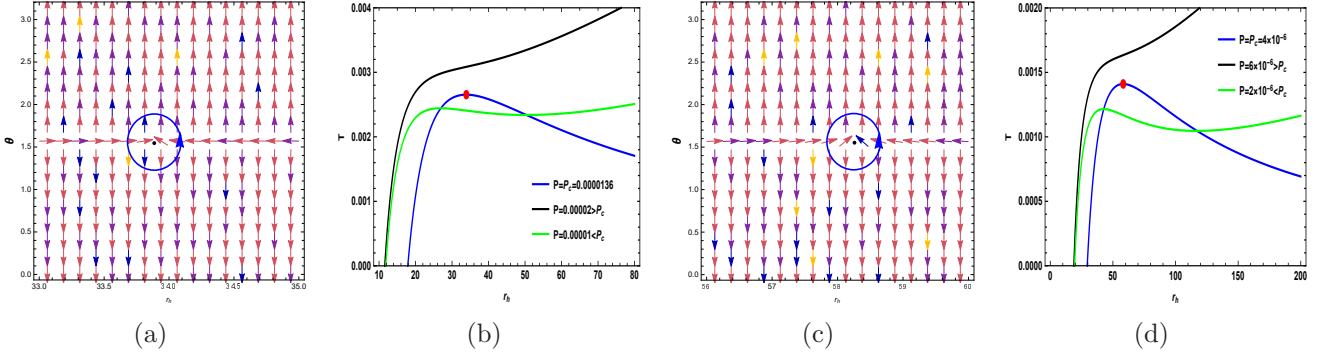 3.0
2.5
2.0
1.5
1.0
0.5
0.0
θ
33.0
33.5
34.0
34.5
35.0
r_h
(a)
0.004
0.003
0.002
0.001
0.000
T
10
20
30
40
50
60
70
80
r_h
P=P_c=0.0000136
P=0.00002>P_c
P=0.00001<P_c
(b)
3.0
2.5
2.0
1.5
1.0
0.5
0.0
θ
56
57
58
59
60
r_h
(c)
0.0020
0.0015
0.0010
0.0005
0.0000
T
0
50
100
150
200
r_h
P=P_c=4×10⁻⁶
P=6×10⁻⁶>P_c
P=2×10⁻⁶<P_c
(d)